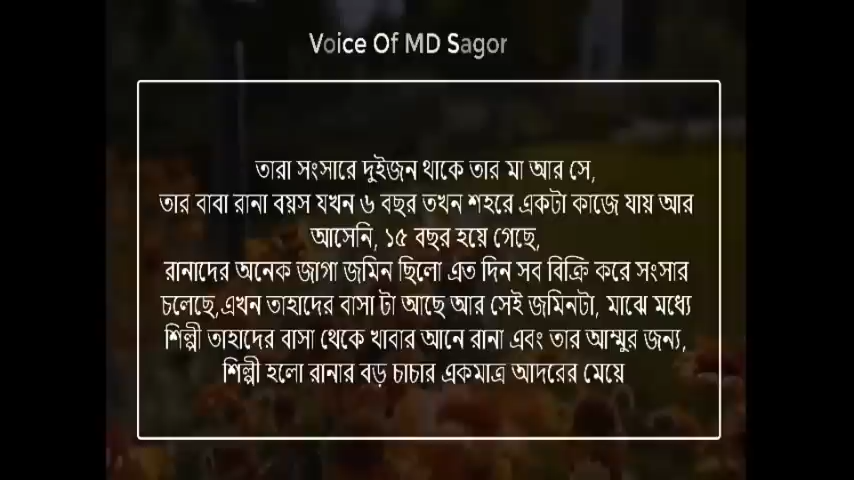 Voice Of MD Sagor
তারা সংসারে দুইজন থাকে তার মা আর সে,
তার বাবা রানা বয়স যখন ৬ বছর তখন শহরে একটা কাজে যায় আর
আসেনি, ১৫ বছর হয়ে গেছে,
রানাদের অনেক জাগা জমিন ছিলো এত দিন সব বিক্রি করে সংসার
চলেছে,এখন তাহাদের বাসা টা আছে আর সেই জমিনটা, মাঝে মধ্যে
শিল্পী তাহাদের বাসা থেকে খাবার আনে রানা এবং তার আম্মুর জন্য,
শিল্পী হলো রানার বড় চাচার একমাত্র আদরের মেয়ে